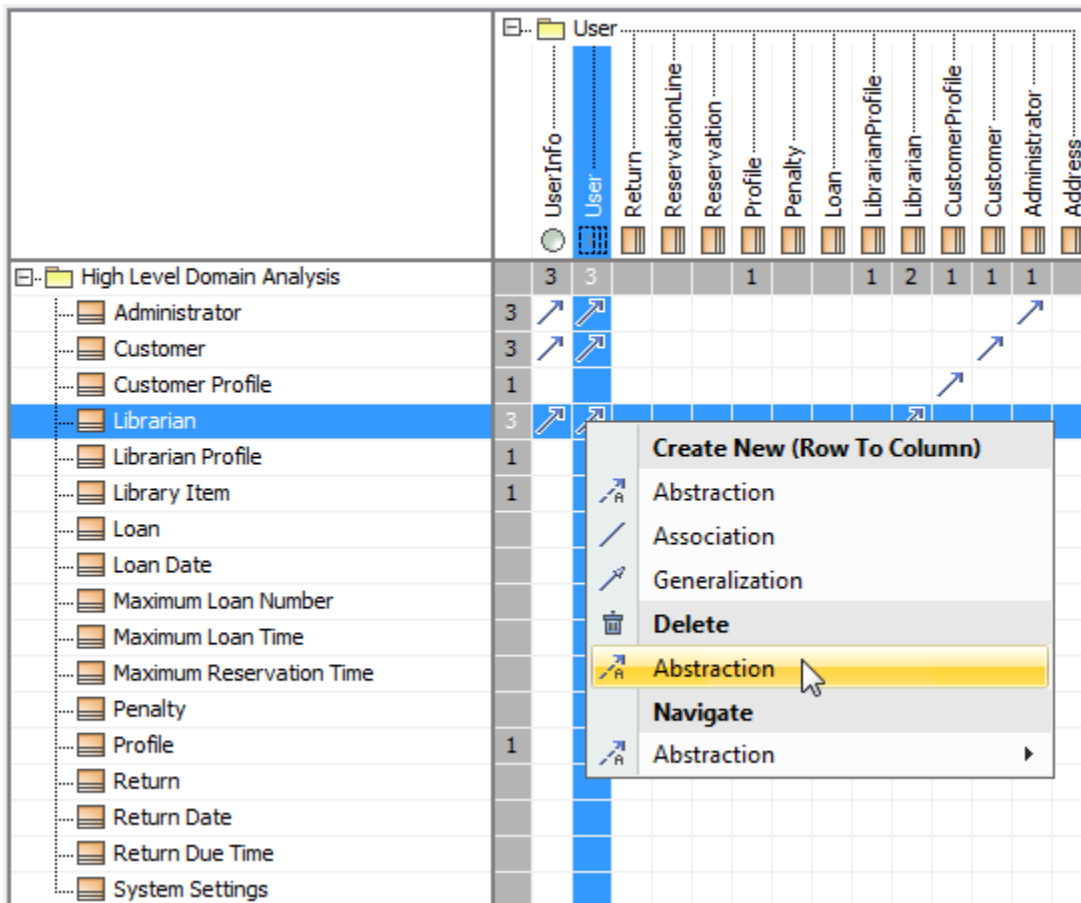 User
UserInfo
User
Return
ReservationLine
Reservation
Profile
Penalty
Loan
LibrarianProfile
Librarian
CustomerProfile
Customer
Administrator
Address
High Level Domain Analysis 3 3 1 1 2 1 1 1
Administrator 3
Customer 3
Customer Profile 1
Librarian 3
Create New (Row To Column)
Librarian Profile 1
Library Item 1
A Abstraction
Loan
Association
Loan Date
Generalization
Maximum Loan Number
Delete
Maximum Loan Time
Maximum Reservation Time
A Abstraction
Penalty
Navigate
Profile 1
A Abstraction
Return
Return Date
Return Due Time
System Settings